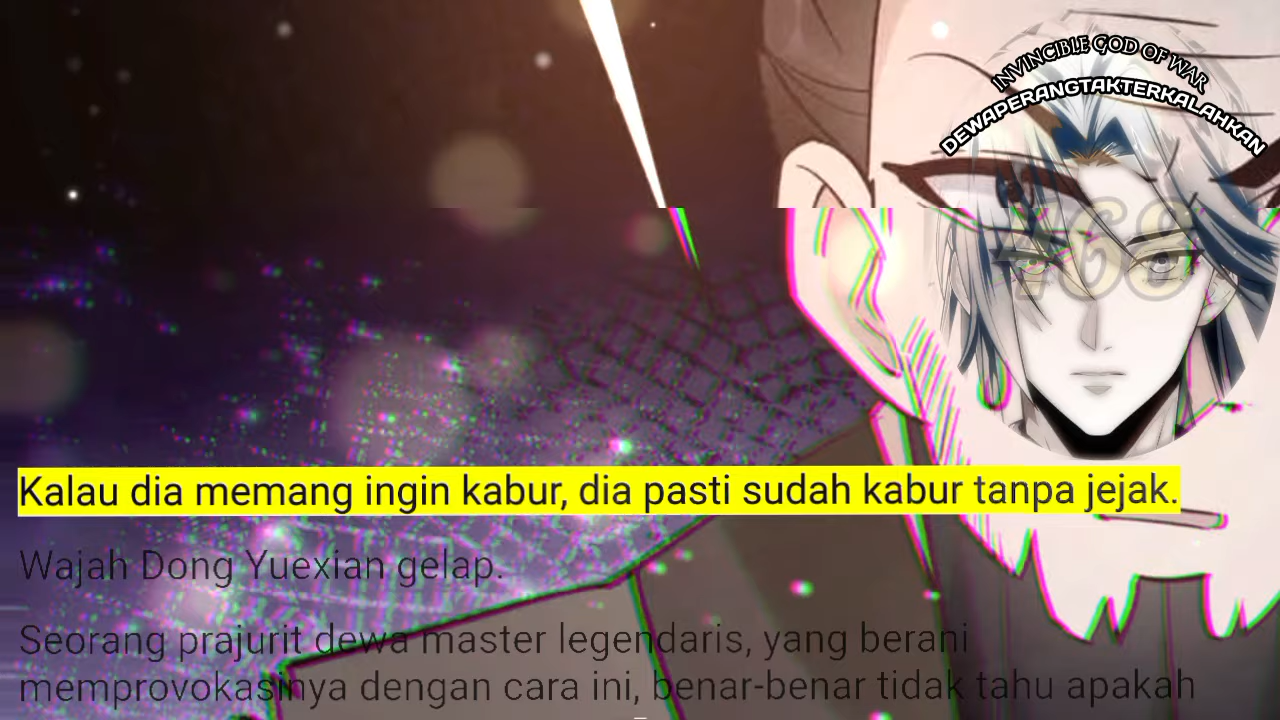 INVINCIBLE GOD OF WAR
DEWAPERANGTAKTERKALAHKAN
#68
Kalau dia memang ingin kabur, dia pasti sudah kabur tanpa jejak.
Wajah Dong Yuexian gelap.
Seorang prajurit dewa master legendaris, yang berani
memprovokasinya dengan cara ini, benar-benar tidak tahu apakah